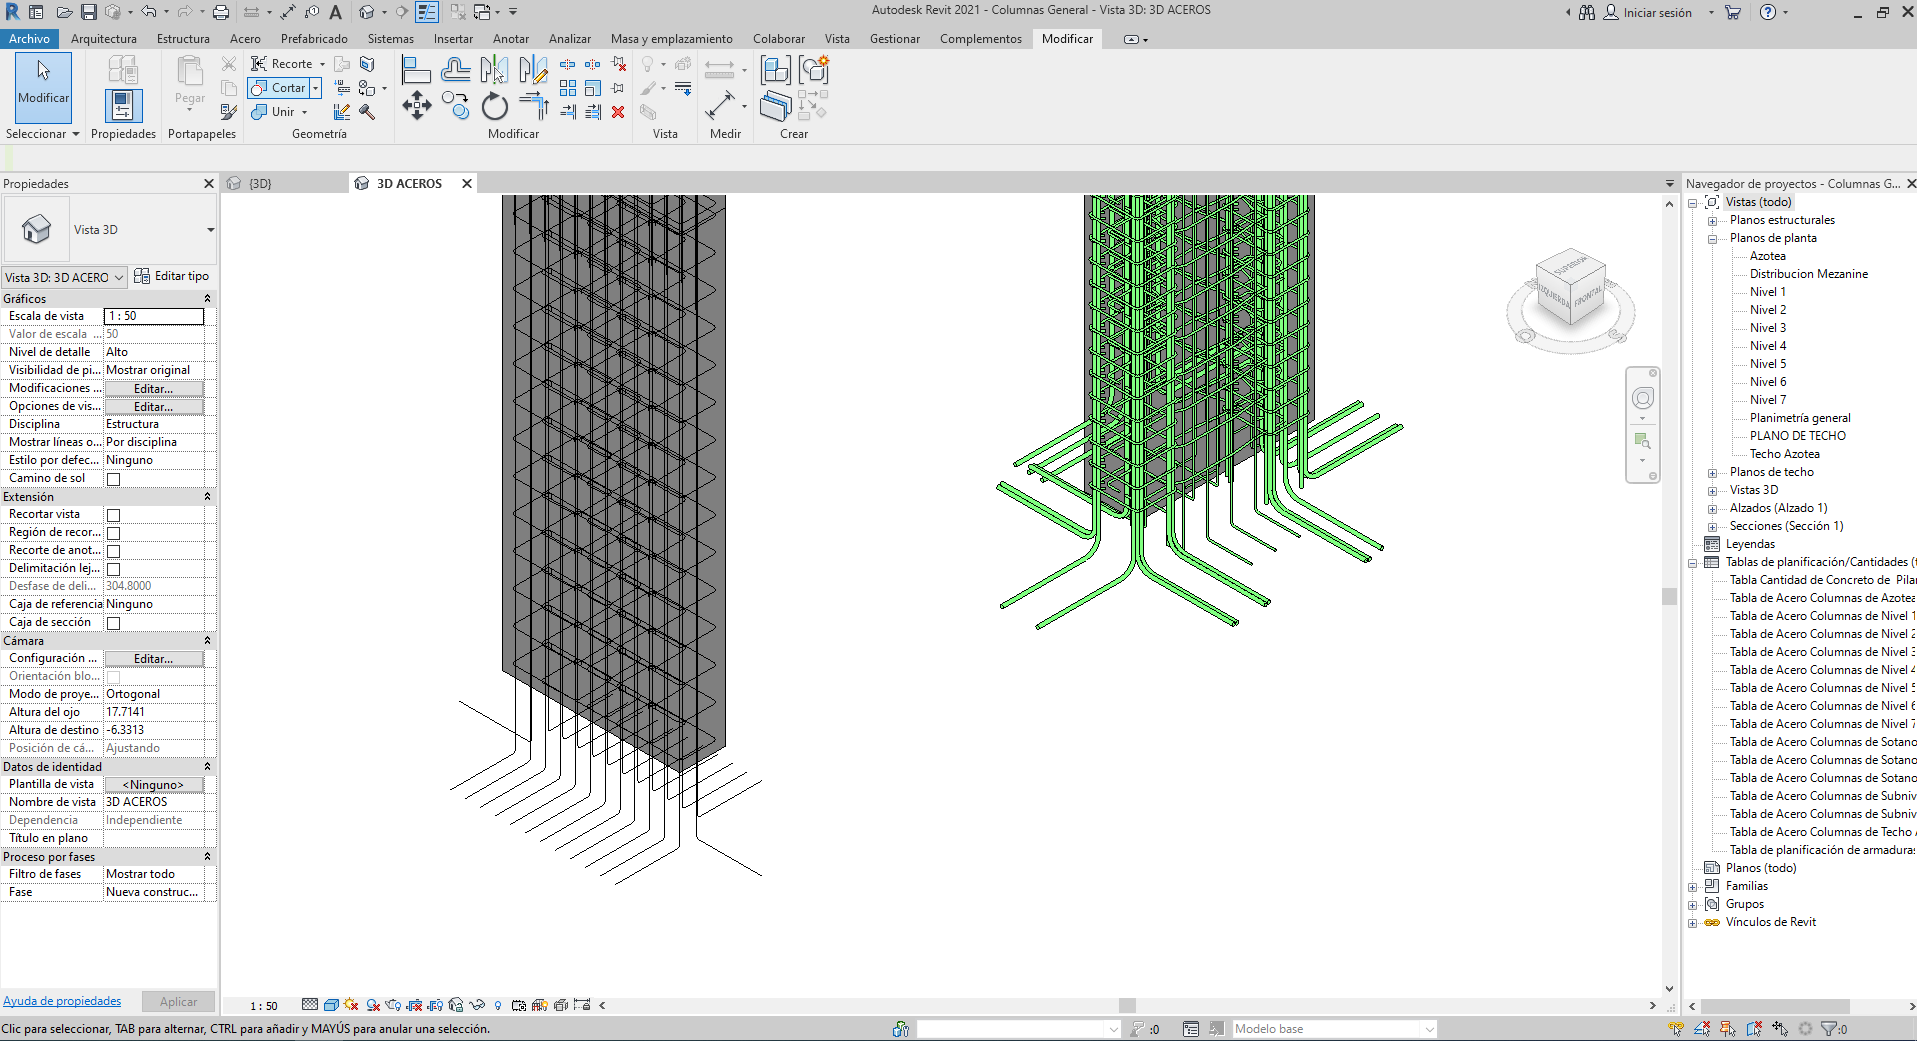 Autodesk Revit 2021 - Columnas General - Vista 3D: 3D ACEROS
Iniciar sesión
Archivo
Arquitectura
Estructura
Acero
Prefabricado
Sistemas
Insertar
Anotar
Analizar
Masa y emplazamiento
Colaborar
Vista
Gestionar
Complementos
Modificar
Modificar
Pegar
Recorte
Cortar
Unir
Seleccionar
Propiedades
Portapapeles
Geometría
Modificar
Vista
Medir
Crear
Propiedades
{3D}
3D ACEROS
Vista 3D
Vista 3D: 3D ACERO
Editar tipo
Gráficos
Escala de vista 1 : 50
Valor de escala ... 50
Nivel de detalle Alto
Visibilidad de pi... Mostrar original
Modificaciones ... Editar...
Opciones de vis... Editar...
Disciplina Estructura
Mostrar líneas o... Por disciplina
Estilo por defec... Ninguno
Camino de sol
Extensión
Recortar vista
Región de recor...
Recorte de anot...
Delimitación lej...
Desfase de deli... 304.8000
Caja de referencia Ninguno
Caja de sección
Cámara
Configuración ... Editar...
Orientación blo...
Modo de proye... Ortogonal
Altura del ojo 17.7141
Altura de destino -6.3313
Posición de cá... Ajustando
Datos de identidad
Plantilla de vista <Ninguno>
Nombre de vista 3D ACEROS
Dependencia Independiente
Título en plano
Proceso por fases
Filtro de fases Mostrar todo
Fase Nueva construc...
Ayuda de propiedades
Aplicar
SUPERIOR
IZQUIERDA
FRONTAL
Navegador de proyectos - Columnas G...
Vistas (todo)
Planos estructurales
Planos de planta
Azotea
Distribucion Mezanine
Nivel 1
Nivel 2
Nivel 3
Nivel 4
Nivel 5
Nivel 6
Nivel 7
Planimetría general
PLANO DE TECHO
Techo Azotea
Planos de techo
Vistas 3D
Alzados (Alzado 1)
Secciones (Sección 1)
Leyendas
Tablas de planificación/Cantidades (t
Tabla Cantidad de Concreto de Pilar
Tabla de Acero Columnas de Azotea
Tabla de Acero Columnas de Nivel 1
Tabla de Acero Columnas de Nivel 2
Tabla de Acero Columnas de Nivel 3
Tabla de Acero Columnas de Nivel 4
Tabla de Acero Columnas de Nivel 5
Tabla de Acero Columnas de Nivel 6
Tabla de Acero Columnas de Nivel 7
Tabla de Acero Columnas de Sotano
Tabla de Acero Columnas de Sotano
Tabla de Acero Columnas de Sotano
Tabla de Acero Columnas de Subniv
Tabla de Acero Columnas de Subniv
Tabla de Acero Columnas de Techo
Tabla de planificación de armaduras
Planos (todo)
Familias
Grupos
Vínculos de Revit
1 : 50
Clic para seleccionar, TAB para alternar, CTRL para añadir y MAYÚS para anular una selección.
:0
Modelo base
:0